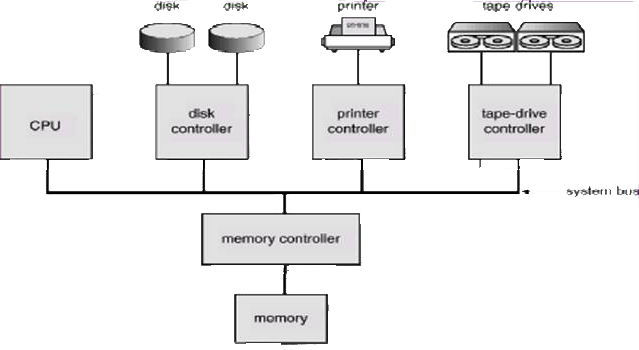 disk
disk
printer
tape drives
CPU
disk
controller
printer
controller
tape-drive
controller
system bus
memory controller
memory